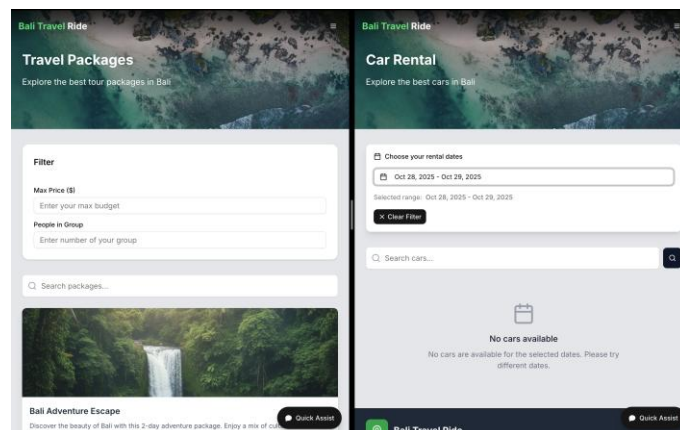 Bali Travel Ride
Travel Packages
Explore the best tour packages in Bali
Filter
Max Price ($)
Enter your max budget
People in Group
Enter number of your group
Search packages...
Bali Adventure Escape
Discover the beauty of Bali with this 2-day adventure package. Enjoy a mix of
Quick Assist
Bali Travel Ride
Car Rental
Explore the best cars in Bali
Choose your rental dates
Oct 28, 2025 - Oct 29, 2025
Selected range: Oct 28, 2025 - Oct 29, 2025
× Clear Filter
Search cars...
No cars available
No cars are available for the selected dates. Please try
different dates.
Bali Travel Ride
Quick Assist